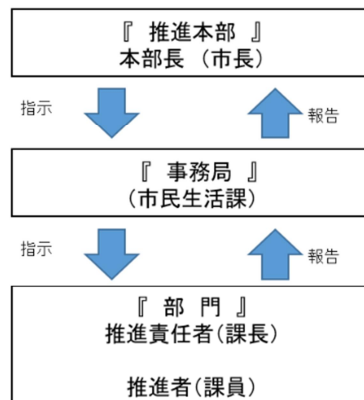 『 推進本部 』
本部長 （市長）
指示
報告
『 事務局 』
(市民生活課)
指示
報告
『 部 門 』
推進責任者(課長)
推進者(課員)